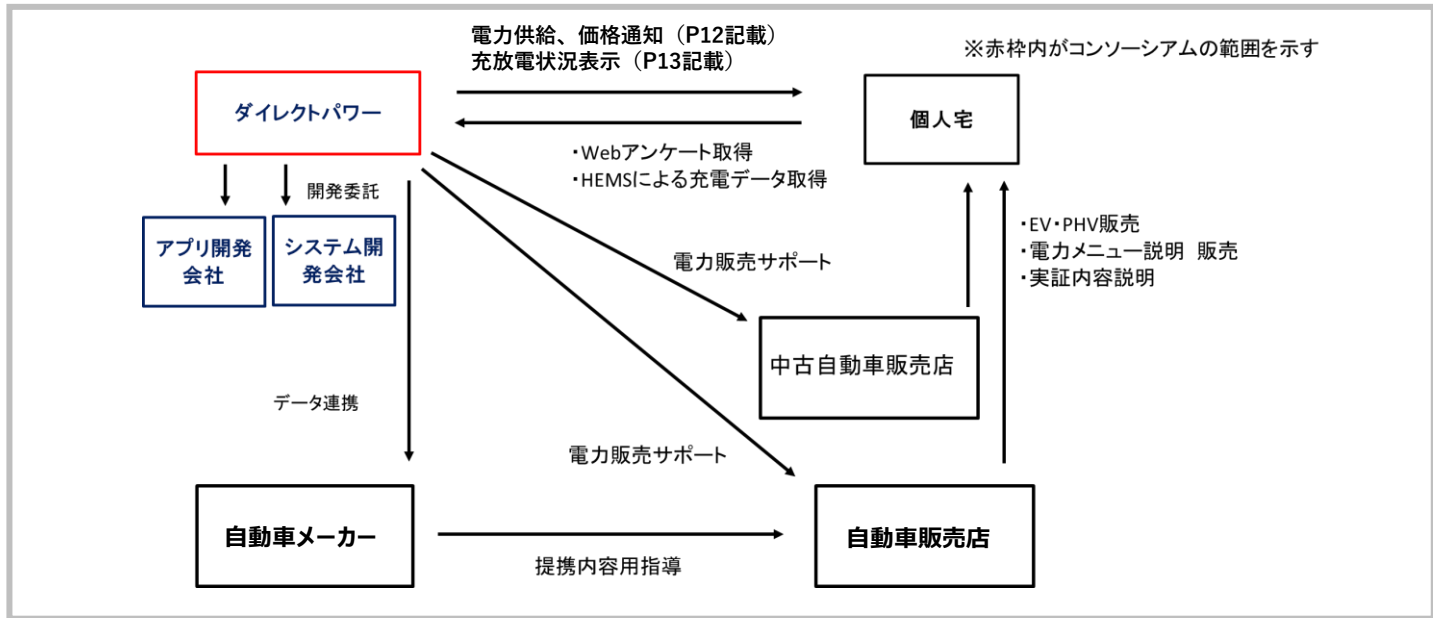 電力供給、価格通知（P12記載）
充放電状況表示（P13記載）
※赤枠内がコンソーシアムの範囲を示す
ダイレクトパワー
個人宅
・Webアンケート取得
・HEMSによる充電データ取得
開発委託
アプリ開発
会社
システム開
発会社
・EV・PHV販売
・電力メニュー説明 販売
・実証内容説明
電力販売サポート
中古自動車販売店
データ連携
電力販売サポート
自動車メーカー
自動車販売店
提携内容用指導